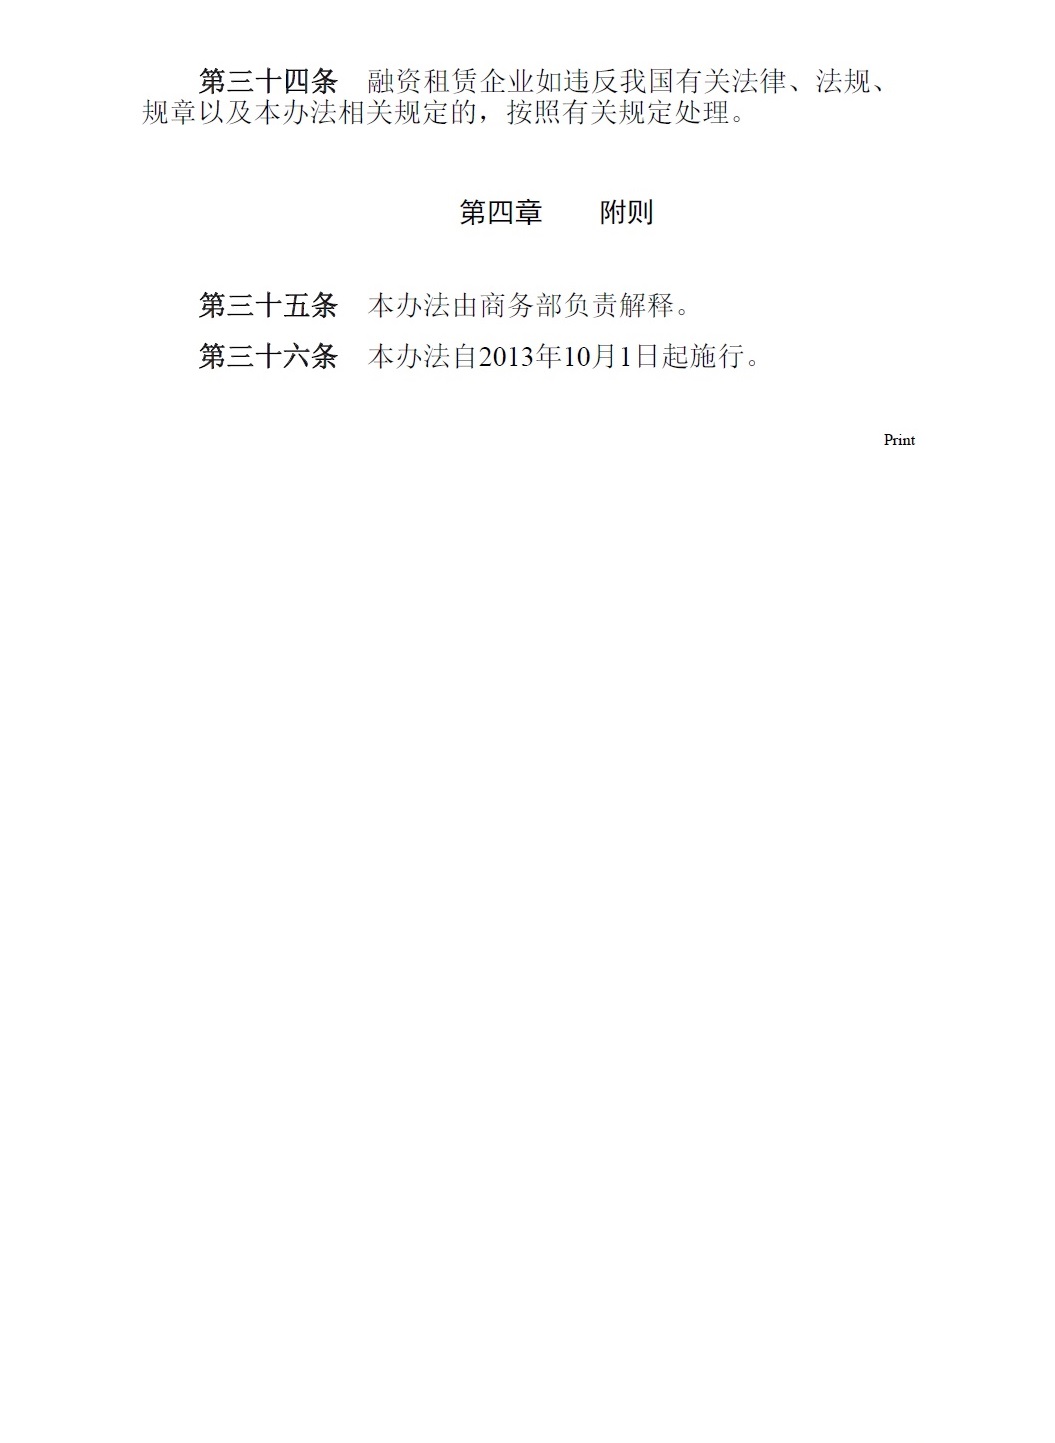 第三十四条　融资租赁企业如违反我国有关法律、法规、
规章以及本办法相关规定的，按照有关规定处理。
第四章　　附则
第三十五条　本办法由商务部负责解释。
第三十六条　本办法自2013年10月1日起施行。
Print